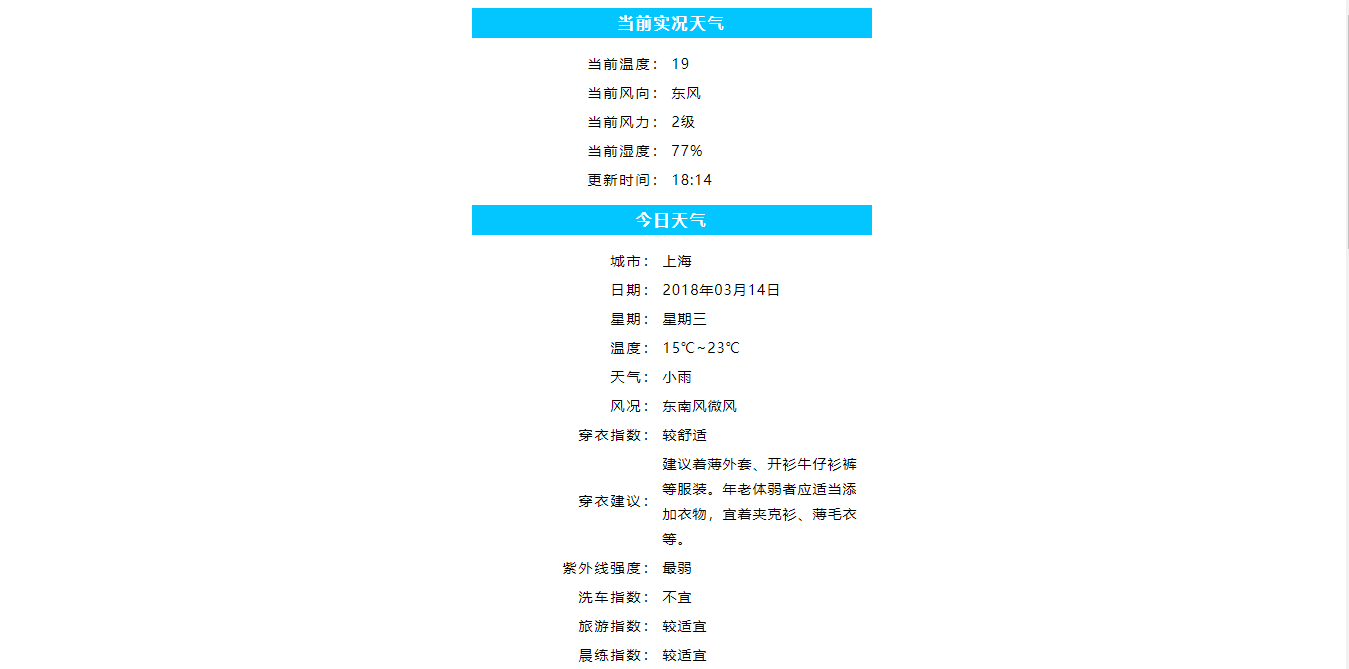 当前实况天气
当前温度： 19
当前风向： 东风
当前风力： 2级
当前湿度： 77%
更新时间： 18:14
今日天气
城市： 上海
日期： 2018年03月14日
星期： 星期三
温度： 15℃~23℃
天气： 小雨
风况： 东南风微风
穿衣指数： 较舒适
穿衣建议： 建议着薄外套、开衫牛仔衫裤
等服装。年老体弱者应适当添
加衣物，宜着夹克衫、薄毛衣
等。
紫外线强度： 最弱
洗车指数： 不宜
旅游指数： 较适宜
晨练指数： 较适宜